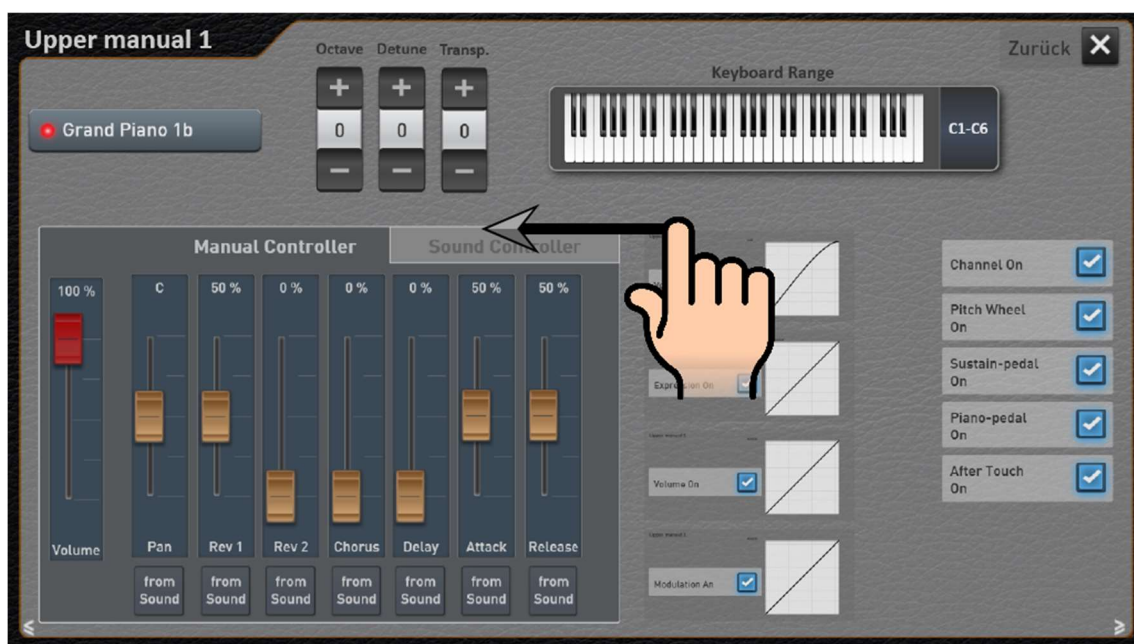 Upper manual 1
Octave Detune Transp.
Zurück
Keyboard Range
Grand Piano 1b
0 0 0
C1-C6
Manual Controller
Sound Controller
100 % C 50 % 0 % 0 % 0 % 50 % 50 %
Volume Pan Rev 1 Rev 2 Chorus Delay Attack Release
from from from from from from from
Sound Sound Sound Sound Sound Sound Sound
Expression On
Volume On
Modulation An
Channel On
Pitch Wheel
On
Sustain-pedal
On
Piano-pedal
On
After Touch
On